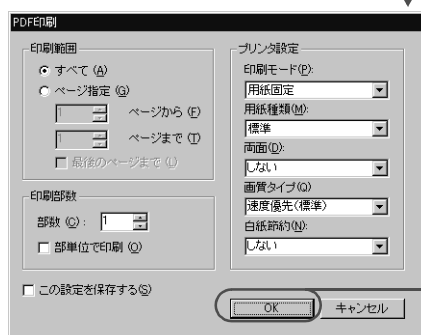 PDF印刷
印刷範囲
すべて (A)
ページ指定 (G)
1 ページから (F)
1 ページまで (T)
最後のページまで (L)
印刷部数
部数 (C): 1
部単位で印刷 (O)
この設定を保存する(S)
プリンタ設定
印刷モード(P):
用紙固定
用紙種類(M):
標準
両面(D):
しない
画質タイプ(Q)
速度優先(標準)
白紙節約(N):
しない
OK キャンセル